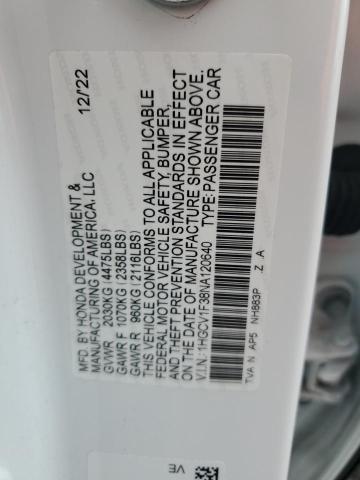 MFD. BY HONDA DEVELOPMENT & 12/22
MANUFACTURING OF AMERICA, LLC
GVWR 2030KG (4475LBS)
GAWR F 1070KG (2358LBS)
GAWR R 960KG (2116LBS)
THIS VEHICLE CONFORMS TO ALL APPLICABLE
FEDERAL MOTOR VEHICLE SAFETY, BUMPER,
AND THEFT PREVENTION STANDARDS IN EFFECT
ON THE DATE OF MANUFACTURE SHOWN ABOVE.
V.I.N.: 1HGCV1F38NA120640 TYPE: PASSENGER CAR
TVA N AP5 NH883P Z A
VE